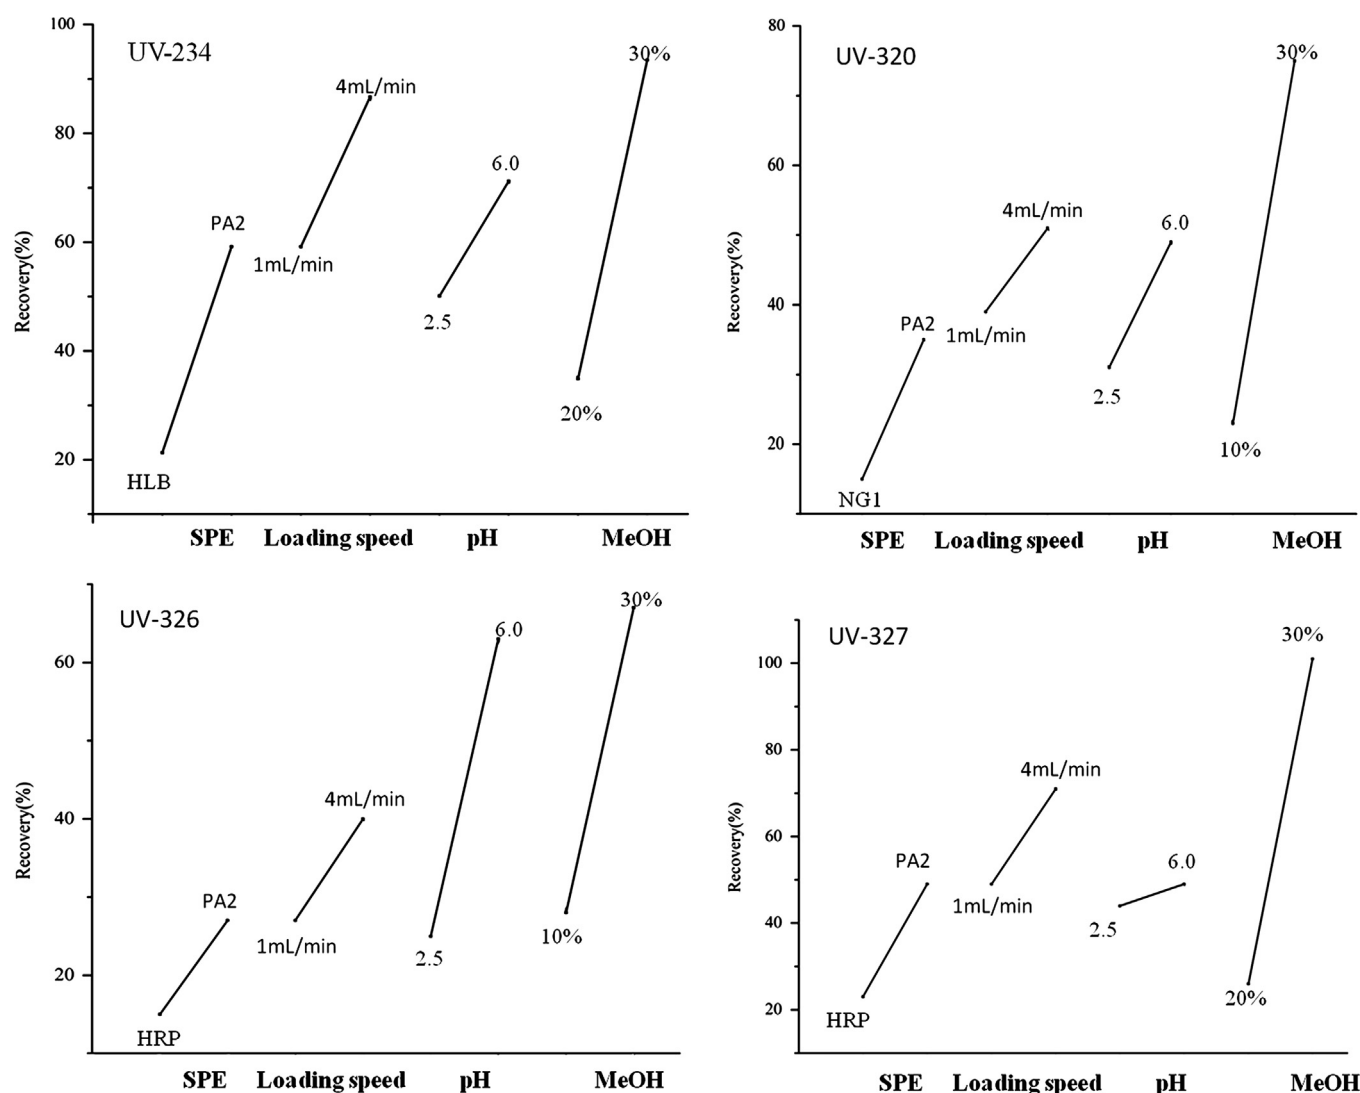 UV-234
Recovery(%)
100
80
60
40
20
HLB
PA2
1mL/min
4mL/min
2.5
6.0
20%
30%
SPE Loading speed pH MeOH
UV-320
Recovery(%)
80
60
40
20
NG1
PA2
1mL/min
4mL/min
2.5
6.0
10%
30%
SPE Loading speed pH MeOH
UV-326
Recovery(%)
60
40
20
HRP
PA2
1mL/min
4mL/min
2.5
6.0
10%
30%
SPE Loading speed pH MeOH
UV-327
Recovery(%)
100
80
60
40
20
HRP
PA2
1mL/min
4mL/min
2.5
6.0
20%
30%
SPE Loading speed pH MeOH